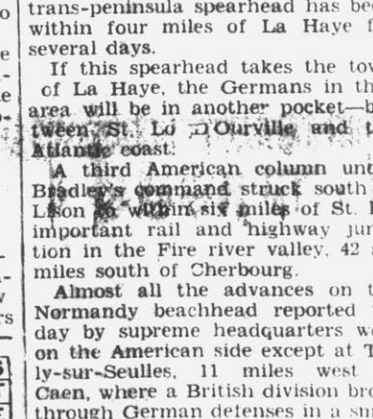 trans-peninsula spearhead has be
within four miles of La Haye f
several days.
If this spearhead takes the to
of La Haye, the Germans in th
area will be in another pocket—b
tween St. Lo D'Ourville and t
Atlantic coast.
A third American column und
Bradley's command struck south
Lison to within six miles of St. L
important rail and highway jun
tion in the Fire river valley, 42 s
miles south of Cherbourg.
Almost all the advances on t
Normandy beachhead reported
day by supreme headquarters we
on the American side except at T
ly-sur-Seulles, 11 miles west
Caen, where a British division bro
through German defenses in a sm